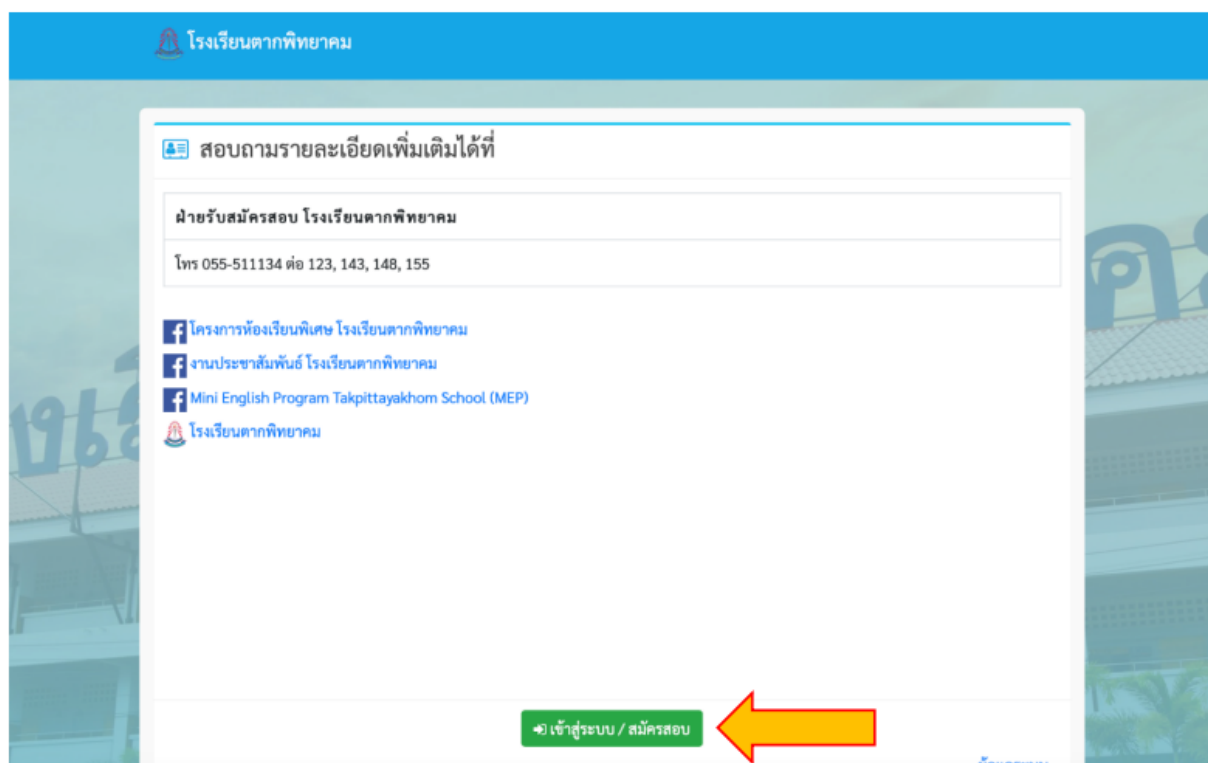 โรงเรียนตากพิทยาคม
สอบถามรายละเอียดเพิ่มเติมได้ที่
ฝ่ายรับสมัครสอบ โรงเรียนตากพิทยาคม
โทร 055-511134 ต่อ 123, 143, 148, 155
โครงการห้องเรียนพิเศษ โรงเรียนตากพิทยาคม
งานประชาสัมพันธ์ โรงเรียนตากพิทยาคม
Mini English Program Takpittayakhom School (MEP)
โรงเรียนตากพิทยาคม
เข้าสู่ระบบ / สมัครสอบ